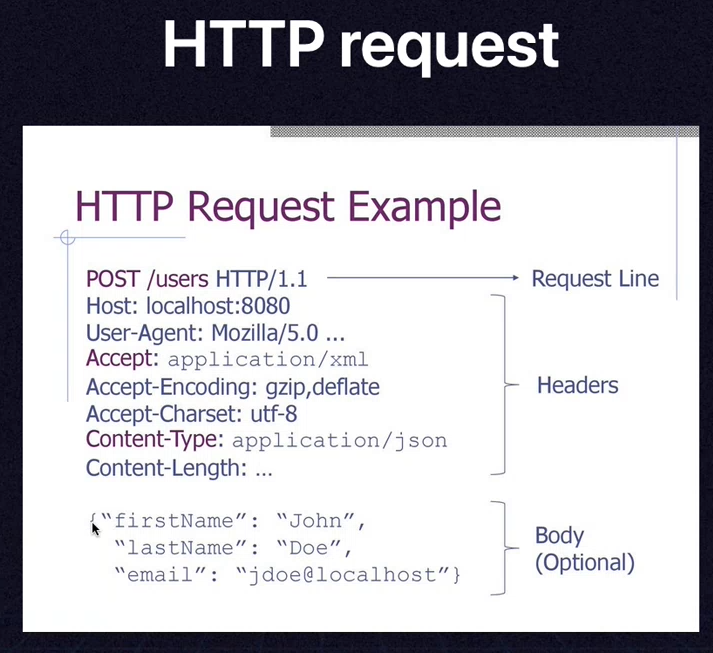 HTTP request
HTTP Request Example
POST /users HTTP/1.1
Request Line
Host: localhost:8080
User-Agent: Mozilla/5.0 ...
Accept: application/xml
Accept-Encoding: gzip,deflate
Accept-Charset: utf-8
Content-Type: application/json
Content-Length: ...
Headers
{“firstName”: “John”,
“lastName”: “Doe”,
“email”: “jdoe@localhost”}
Body
(Optional)